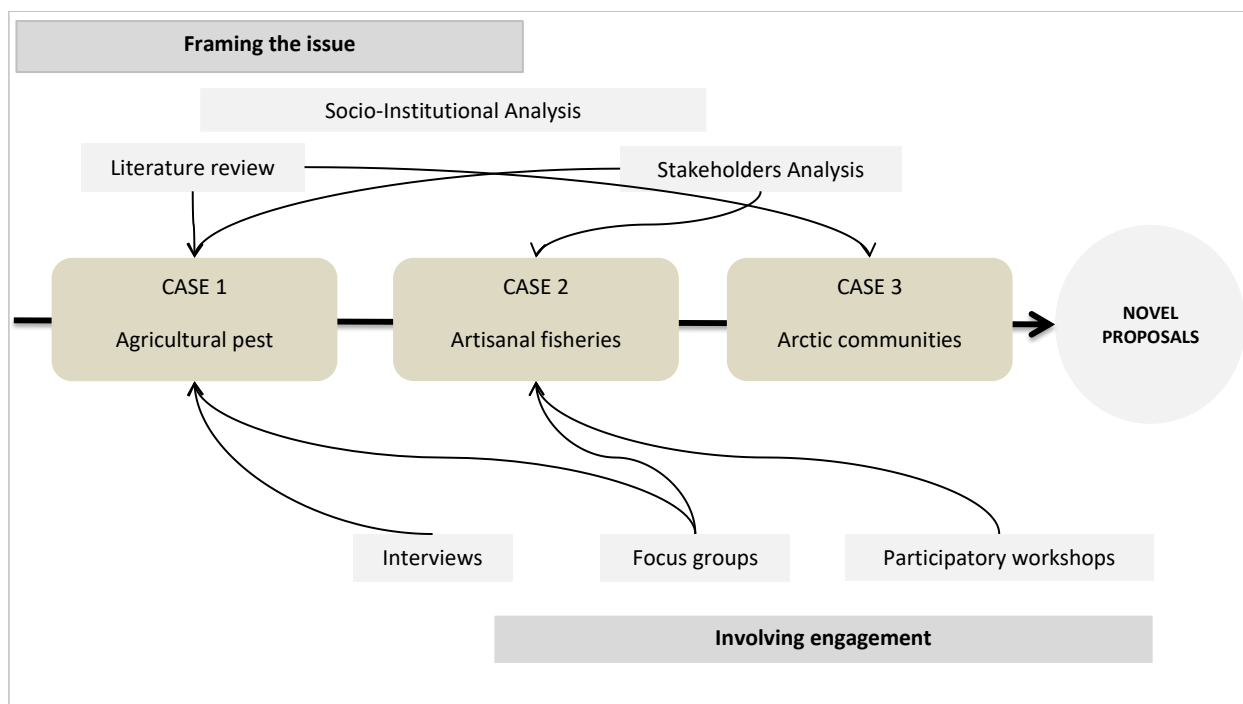 Framing the issue
Socio-Institutional Analysis
Literature review
Stakeholders Analysis
CASE 1
Agricultural pest
CASE 2
Artisanal fisheries
CASE 3
Arctic communities
NOVEL
PROPOSALS
Interviews
Focus groups
Participatory workshops
Involving engagement